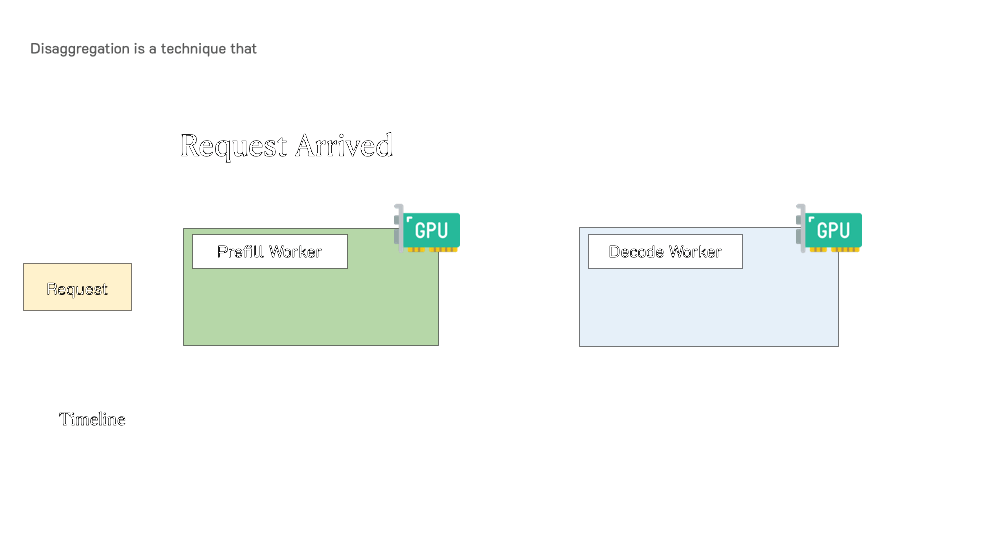 Disaggregation is a technique that
Request Arrived
GPU
GPU
Prefill Worker
Decode Worker
Request
Timeline